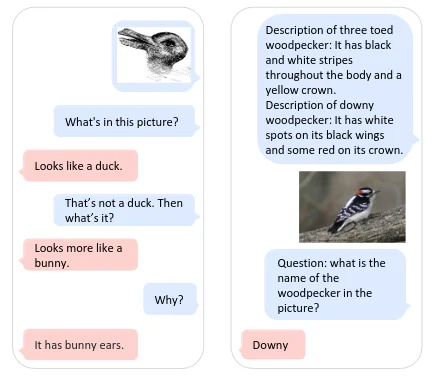 What's in this picture?
Looks like a duck.
That's not a duck. Then
what's it?
Looks more like a
bunny.
Why?
It has bunny ears.
Description of three toed
woodpecker: It has black
and white stripes
throughout the body and a
yellow crown.
Description of downy
woodpecker: It has white
spots on its black wings
and some red on its crown.
Question: what is the
name of the
woodpecker in the
picture?
Downy